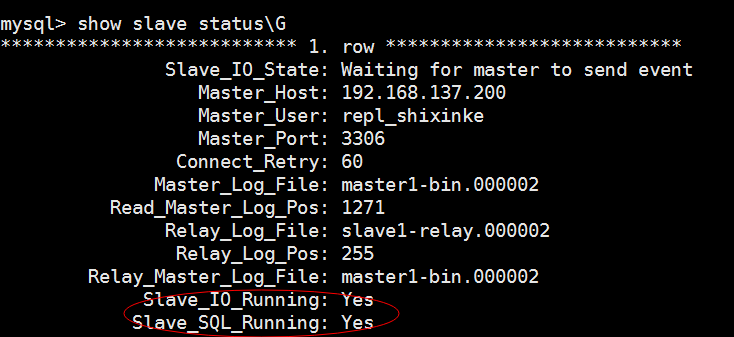 mysql> show slave status\G
*************************** 1. row ***************************
Slave_IO_State: Waiting for master to send event
Master_Host: 192.168.137.200
Master_User: repl_shixinke
Master_Port: 3306
Connect_Retry: 60
Master_Log_File: master1-bin.000002
Read_Master_Log_Pos: 1271
Relay_Log_File: slave1-relay.000002
Relay_Log_Pos: 255
Relay_Master_Log_File: master1-bin.000002
Slave_IO_Running: Yes
Slave_SQL_Running: Yes